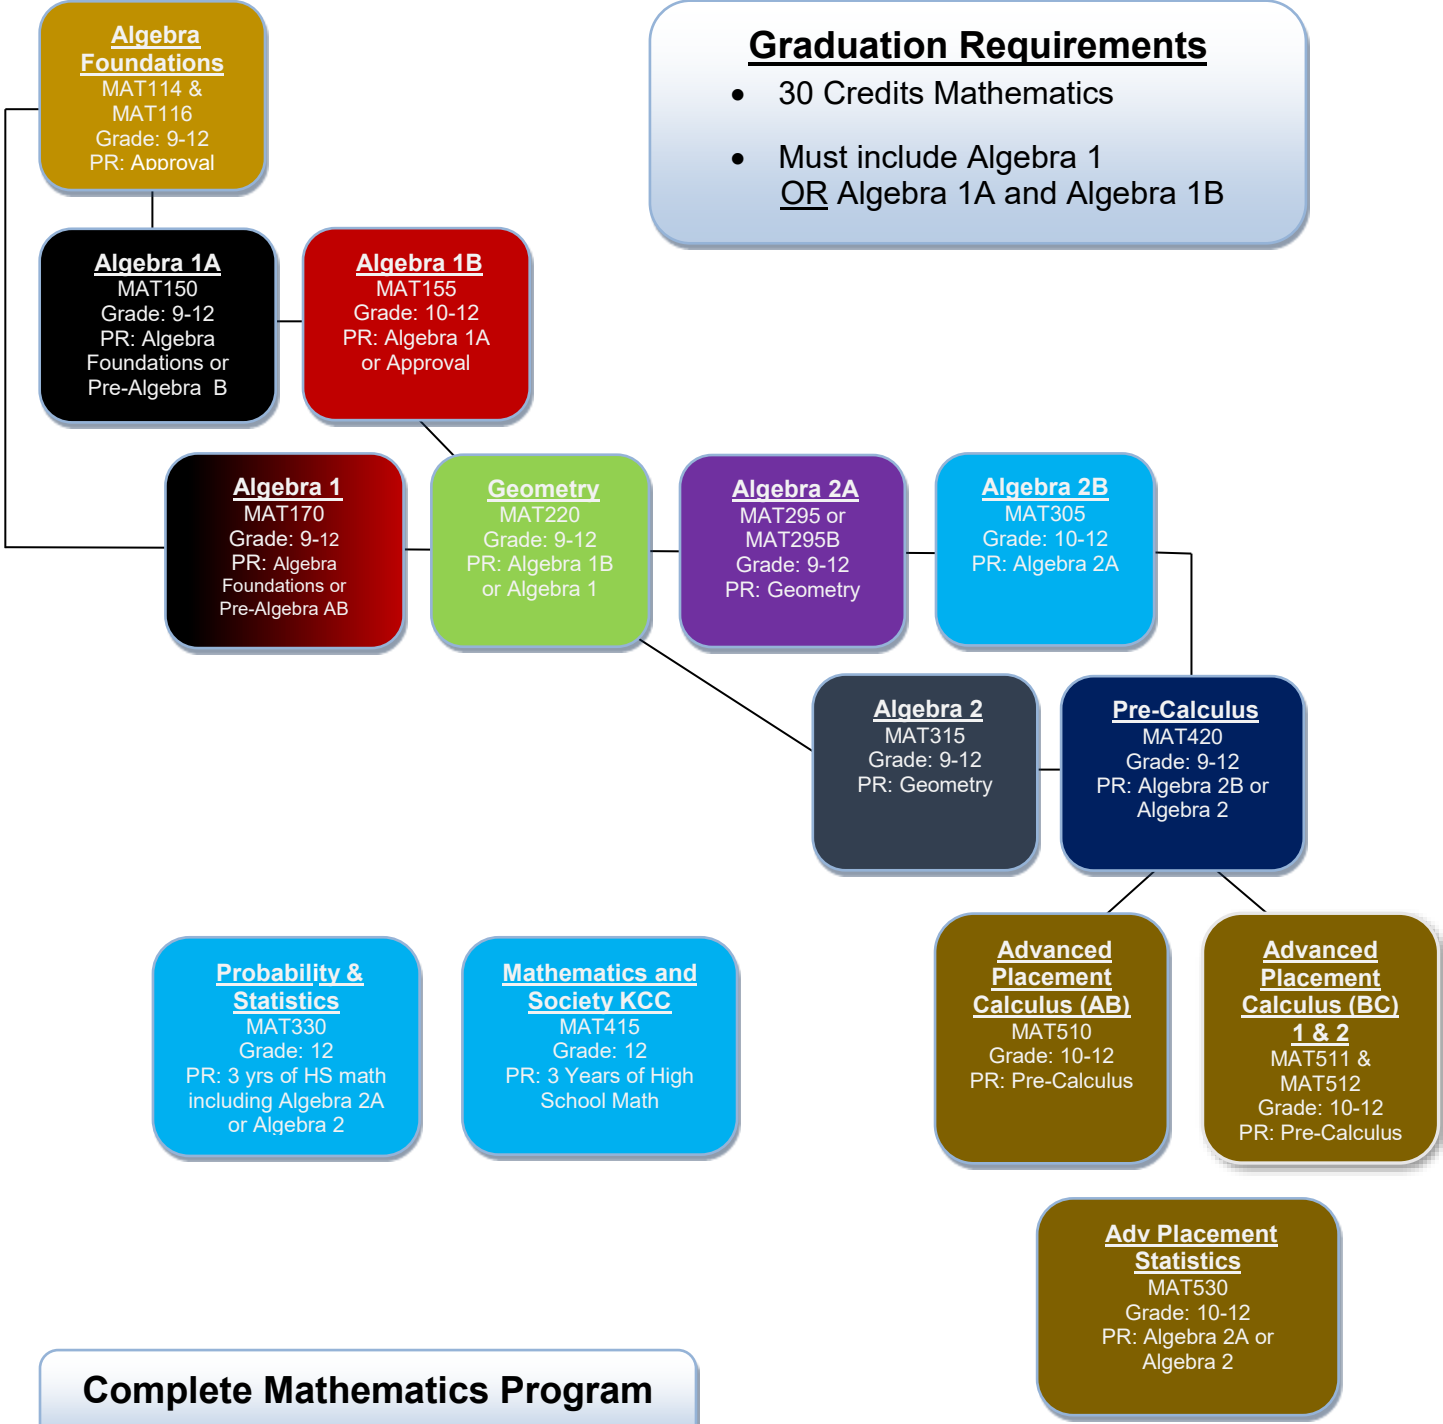 Algebra
Foundations
MAT114 &
MAT116
Grade: 9-12
PR: Approval
Graduation Requirements
• 30 Credits Mathematics
• Must include Algebra 1
OR Algebra 1A and Algebra 1B
Algebra 1A
MAT150
Grade: 9-12
PR: Algebra
Foundations or
Pre-Algebra  B
Algebra 1B
MAT155
Grade: 10-12
PR: Algebra 1A
or Approval
Algebra 1
MAT170
Grade: 9-12
PR: Algebra
Foundations or
Pre-Algebra AB
Geometry
MAT220
Grade: 9-12
PR: Algebra 1B
or Algebra 1
Algebra 2A
MAT295 or
MAT295B
Grade: 9-12
PR: Geometry
Algebra 2B
MAT305
Grade: 10-12
PR: Algebra 2A
Algebra 2
MAT315
Grade: 9-12
PR: Geometry
Pre-Calculus
MAT420
Grade: 9-12
PR: Algebra 2B or
Algebra 2
Probability &
Statistics
MAT330
Grade: 12
PR: 3 yrs of HS math
including Algebra 2A
or Algebra 2
Mathematics and
Society KCC
MAT415
Grade: 12
PR: 3 Years of High
School Math
Advanced
Placement
Calculus (AB)
MAT510
Grade: 10-12
PR: Pre-Calculus
Advanced
Placement
Calculus (BC)
1 & 2
MAT511 &
MAT512
Grade: 10-12
PR: Pre-Calculus
Adv Placement
Statistics
MAT530
Grade: 10-12
PR: Algebra 2A or
Algebra 2
Complete Mathematics Program